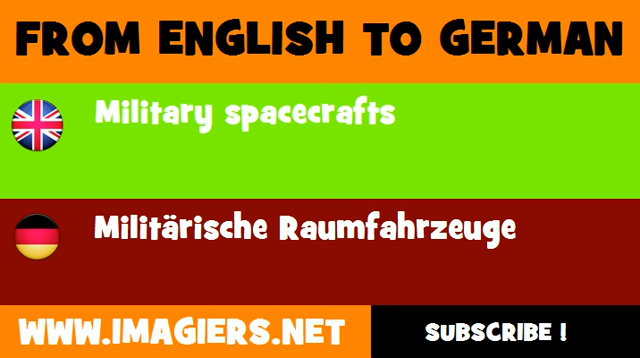 FROM ENGLISH TO GERMAN
Military spacecrafts
Militärische Raumfahrzeuge
WWW.IMAGIERS.NET
SUBSCRIBE !